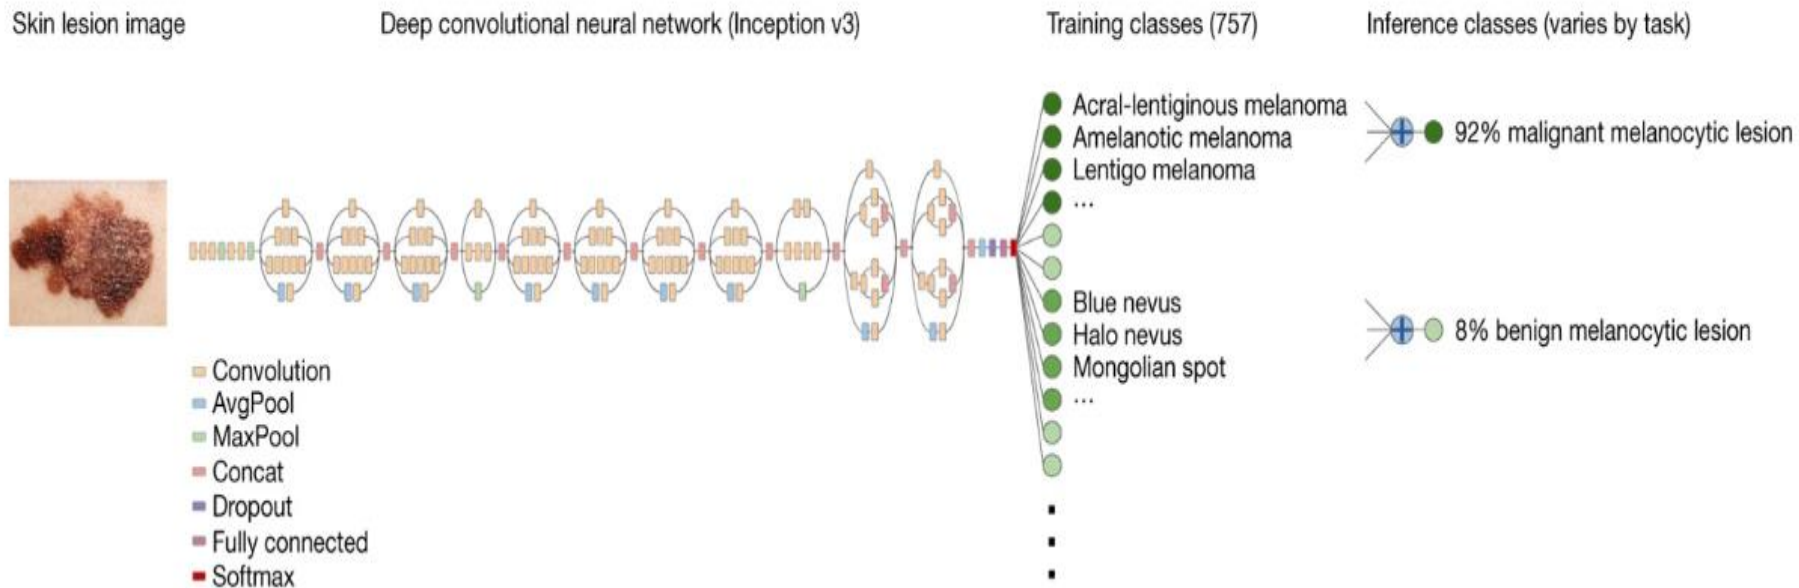 Skin lesion image
Deep convolutional neural network (Inception v3)
Training classes (757)
Inference classes (varies by task)
Acral-lentiginous melanoma
Amelanotic melanoma
Lentigo melanoma
...
Blue nevus
Halo nevus
Mongolian spot
...
92% malignant melanocytic lesion
8% benign melanocytic lesion
Convolution
AvgPool
MaxPool
Concat
Dropout
Fully connected
Softmax